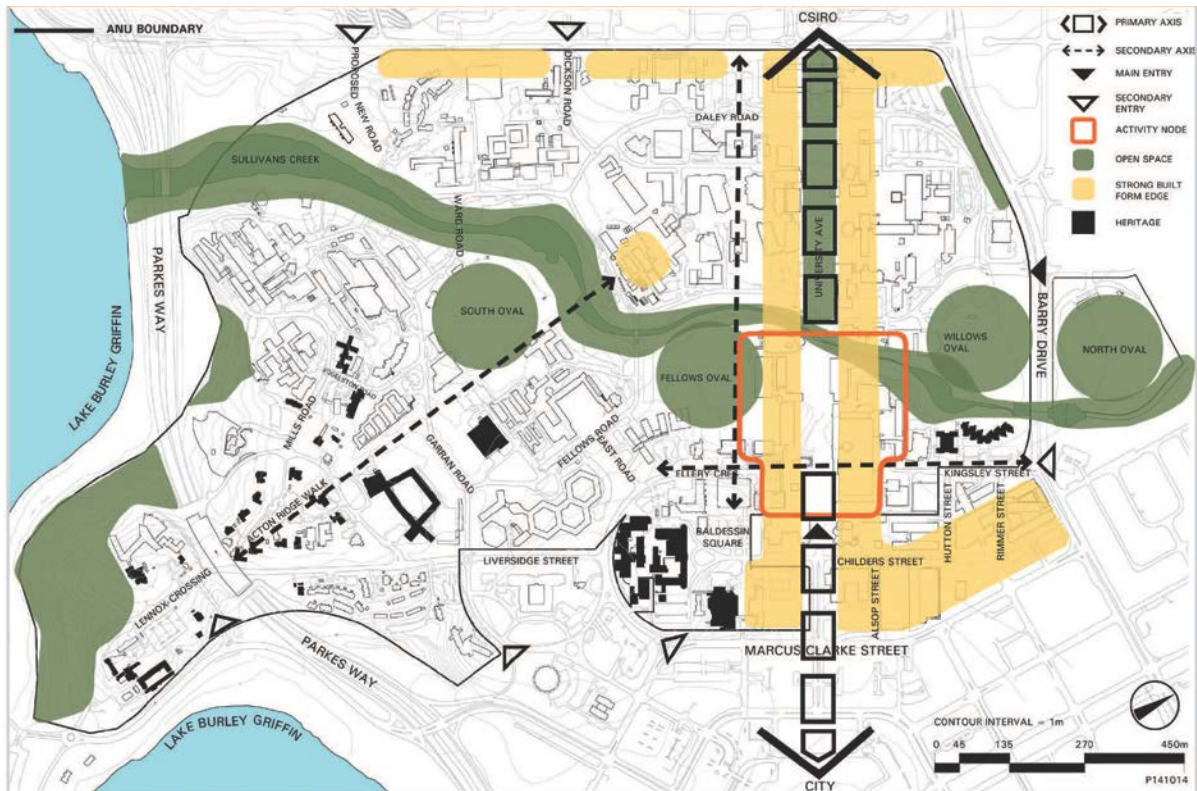 ANU BOUNDARY
CSIRO
PRIMARY AXIS
SECONDARY AXIS
MAIN ENTRY
SECONDARY
ENTRY
ACTIVITY NODE
OPEN SPACE
STRONG BUILT
FORM EDGE
HERITAGE
PROPOSED
NEW ROAD
DICKSON ROAD
DALEY ROAD
SULLIVANS CREEK
WARD ROAD
UNIVERSITY AVE
PARKES WAY
LAKE BURLEY GRIFFIN
SOUTH OVAL
FELLOWS OVAL
WILLOWS
OVAL
NORTH OVAL
BARRY DRIVE
EGGLESTON ROAD
MILLS ROAD
GARRAN ROAD
FELLOWS ROAD
EAST ROAD
ELLERY CRES
KINGSLEY STREET
ACTON RIDGE WALK
BALDESSIN
SQUARE
HUTTON STREET
RIMMER STREET
LIVERSIDGE STREET
CHILDERS STREET
ALSOP STREET
LENNOX CROSSING
PARKES WAY
MARCUS CLARKE STREET
LAKE BURLEY GRIFFIN
CITY
CONTOUR INTERVAL = 1m
0 45 135 270 450m
P141014